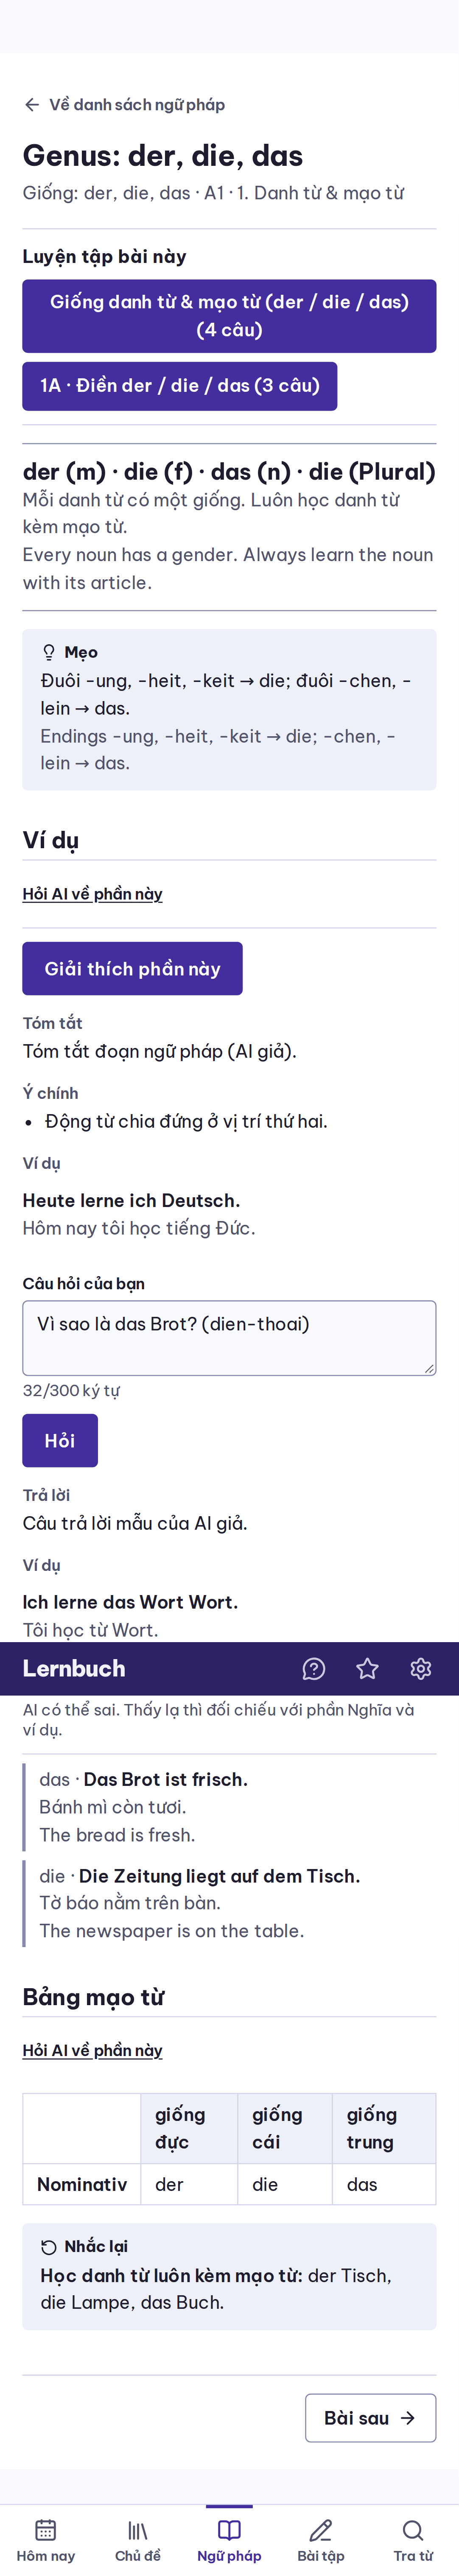 Về danh sách ngữ pháp
Genus: der, die, das
Giống: der, die, das · A1 · 1. Danh từ & mạo từ
Luyện tập bài này
Giống danh từ & mạo từ (der / die / das)
(4 câu)
1A · Điền der / die / das (3 câu)
der (m) · die (f) · das (n) · die (Plural)
Mỗi danh từ có một giống. Luôn học danh từ
kèm mạo từ.
Every noun has a gender. Always learn the noun
with its article.
Mẹo
Đuôi -ung, -heit, -keit → die; đuôi -chen, -
lein → das.
Endings -ung, -heit, -keit → die; -chen, -
lein → das.
Ví dụ
Hỏi AI về phần này
Giải thích phần này
Tóm tắt
Tóm tắt đoạn ngữ pháp (AI giả).
Ý chính
• Động từ chia đứng ở vị trí thứ hai.
Ví dụ
Heute lerne ich Deutsch.
Hôm nay tôi học tiếng Đức.
Câu hỏi của bạn
Vì sao là das Brot? (dien-thoai)
32/300 ký tự
Hỏi
Trả lời
Câu trả lời mẫu của AI giả.
Ví dụ
Ich lerne das Wort Wort.
Tôi học từ Wort.
Lernbuch
AI có thể sai. Thấy lạ thì đối chiếu với phần Nghĩa và
ví dụ.
das · Das Brot ist frisch.
Bánh mì còn tươi.
The bread is fresh.
die · Die Zeitung liegt auf dem Tisch.
Tờ báo nằm trên bàn.
The newspaper is on the table.
Bảng mạo từ
Hỏi AI về phần này
giống đực giống cái giống trung
Nominativ der die das
Nhắc lại
Học danh từ luôn kèm mạo từ: der Tisch,
die Lampe, das Buch.
Bài sau
Hôm nay Chủ đề Ngữ pháp Bài tập Tra từ